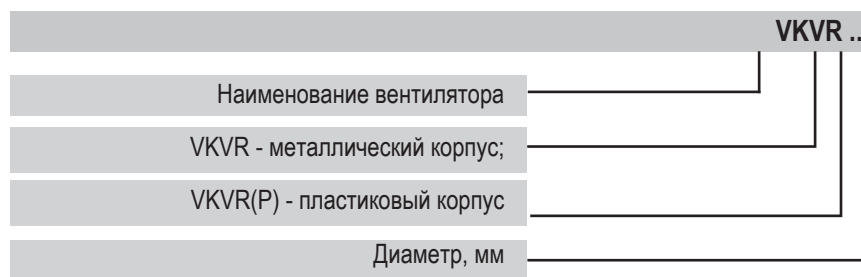 VKVR ..
Наименование вентилятора
VKVR - металлический корпус;
VKVR(P) - пластиковый корпус
Диаметр, мм